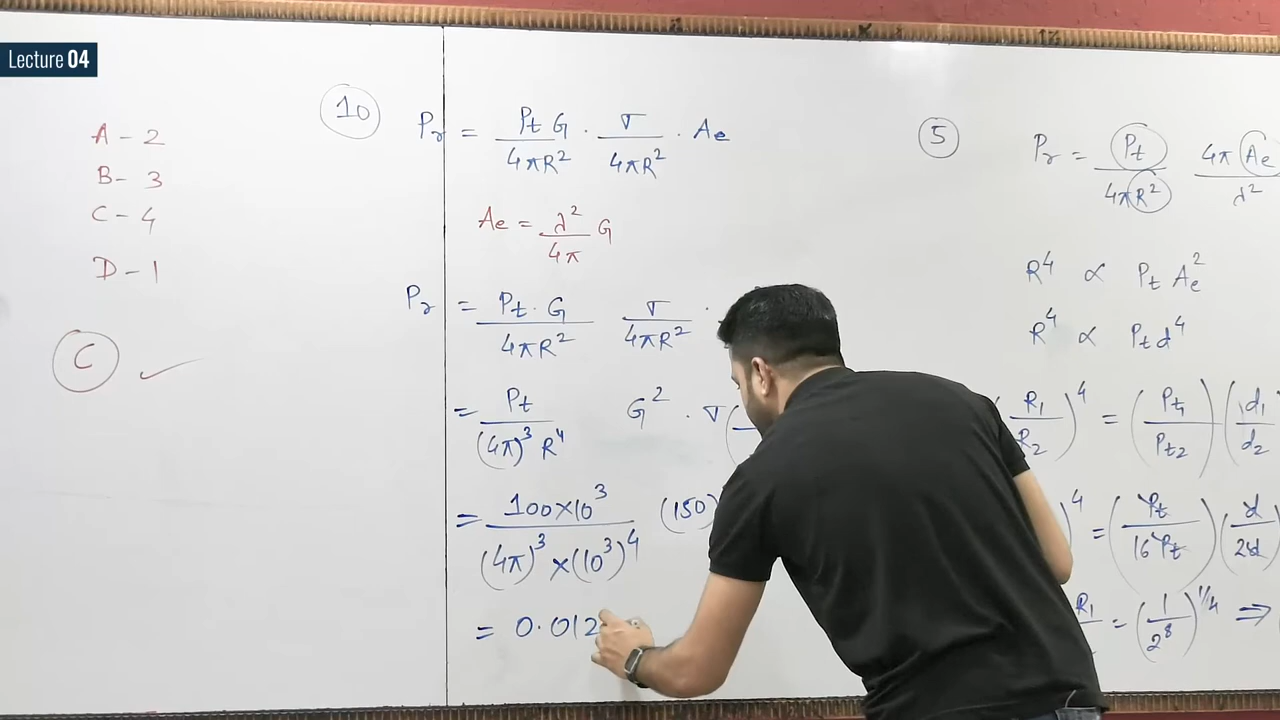 Lecture 04
A - 2
B - 3
C - 4
D - 1
C ✓
10
Pr = Pt G / 4πR² · σ / 4πR² · Ae
Ae = λ² / 4π G
Pr = Pt · G / 4πR² σ / 4πR² ·
= Pt / (4π)³ R⁴ G² · σ (
= 100×10³ / (4π)³ × (10³)⁴ (150)
= 0.012
5
Pr = Pt / 4πR² 4π Ae / λ²
R⁴ ∝ Pt Ae²
R⁴ ∝ Pt d⁴
(R1 / R2)⁴ = (Pt1 / Pt2) (d1 / d2
)⁴ = (Pt / 16 Pt) (d / 2d
R1 = (1 / 2⁸)^1/4 ⇒